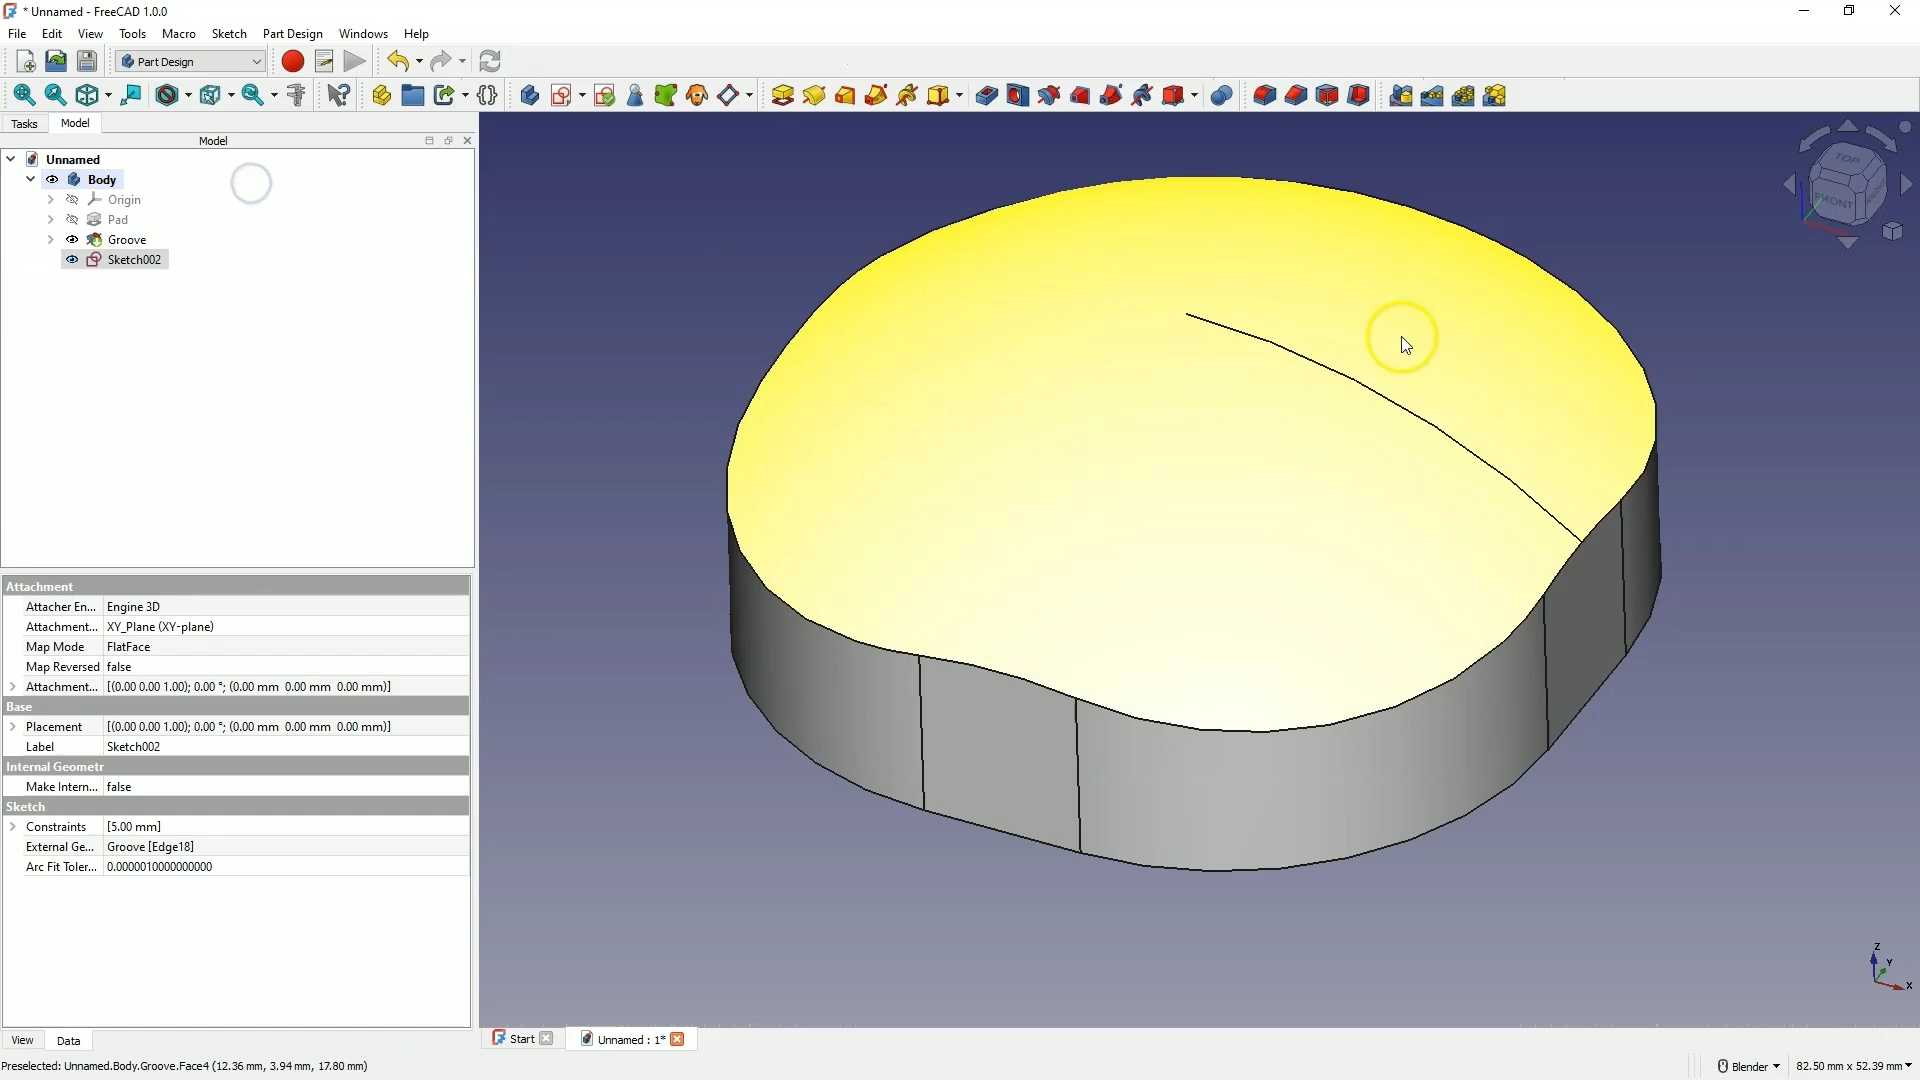 * Unnamed - FreeCAD 1.0.0
File Edit View Tools Macro Sketch Part Design Windows Help
Part Design
Tasks Model
Model
Unnamed
Body
Origin
Pad
Groove
Sketch002
TOP
FRONT
RIGHT
Attachment
Attacher En... Engine 3D
Attachment... XY_Plane (XY-plane)
Map Mode FlatFace
Map Reversed false
Attachment... [(0.00 0.00 1.00); 0.00 °; (0.00 mm 0.00 mm 0.00 mm)]
Base
Placement [(0.00 0.00 1.00); 0.00 °; (0.00 mm 0.00 mm 0.00 mm)]
Label Sketch002
Internal Geometr
Make Intern... false
Sketch
Constraints [5.00 mm]
External Ge... Groove [Edge18]
Arc Fit Toler... 0.0000010000000000
Z
Y
X
View Data
Start Unnamed : 1*
Preselected: Unnamed.Body.Groove.Face4 (12.36 mm, 3.94 mm, 17.80 mm)
Blender 82.50 mm x 52.39 mm